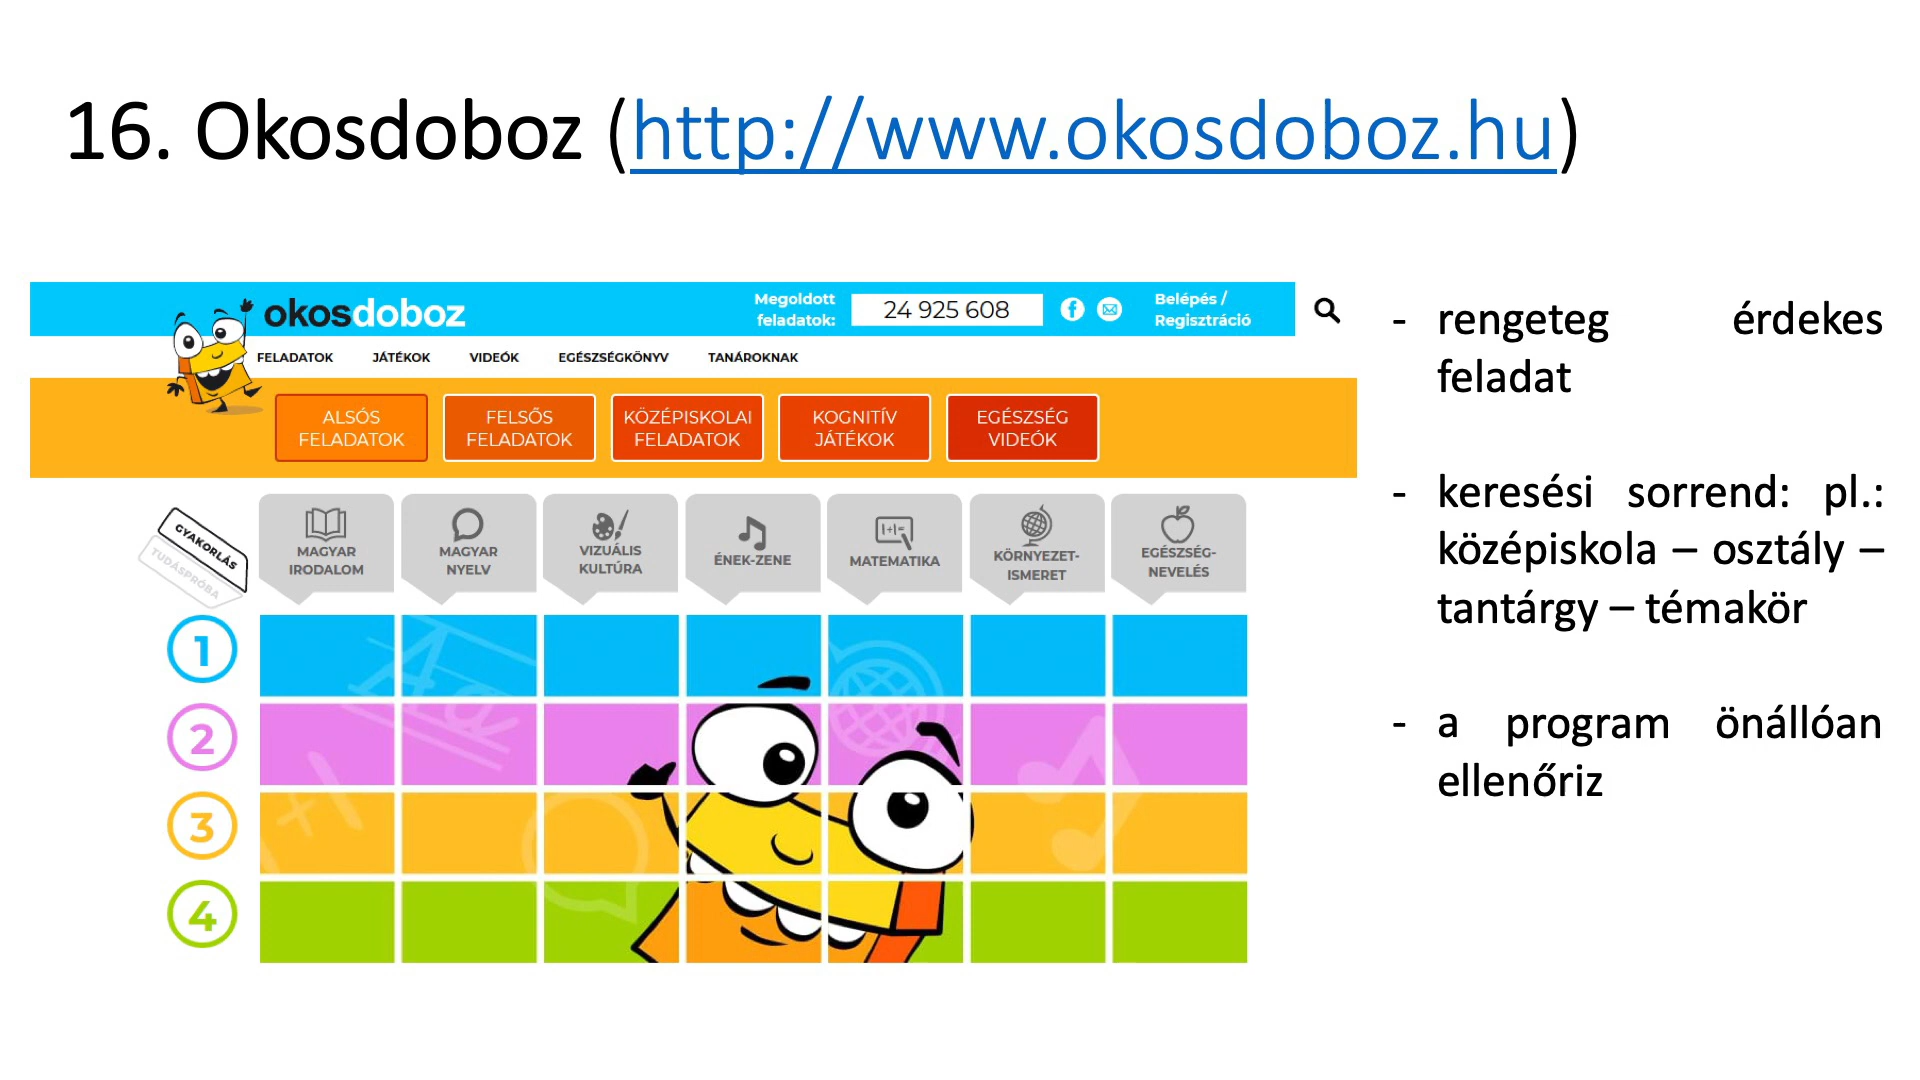 16. Okosdoboz (http://www.okosdoboz.hu)
okosdoboz
Megoldott
feladatok:
24 925 608
f
Belépés /
Regisztráció
FELADATOK
JÁTÉKOK
VIDEÓK
EGÉSZSÉGKÖNYV
TANÁROKNAK
ALSÓS
FELADATOK
FELSŐS
FELADATOK
KÖZÉPISKOLAI
FELADATOK
KOGNITÍV
JÁTÉKOK
EGÉSZSÉG
VIDEÓK
GYAKORLÁS
TUDÁSPRÓBA
MAGYAR
IRODALOM
MAGYAR
NYELV
VIZUÁLIS
KULTÚRA
ÉNEK-ZENE
1+1=
MATEMATIKA
KÖRNYEZET-
ISMERET
EGÉSZSÉG-
NEVELÉS
1
2
3
4
- rengeteg érdekes
feladat
- keresési sorrend: pl.:
középiskola – osztály –
tantárgy – témakör
- a program önállóan
ellenőriz